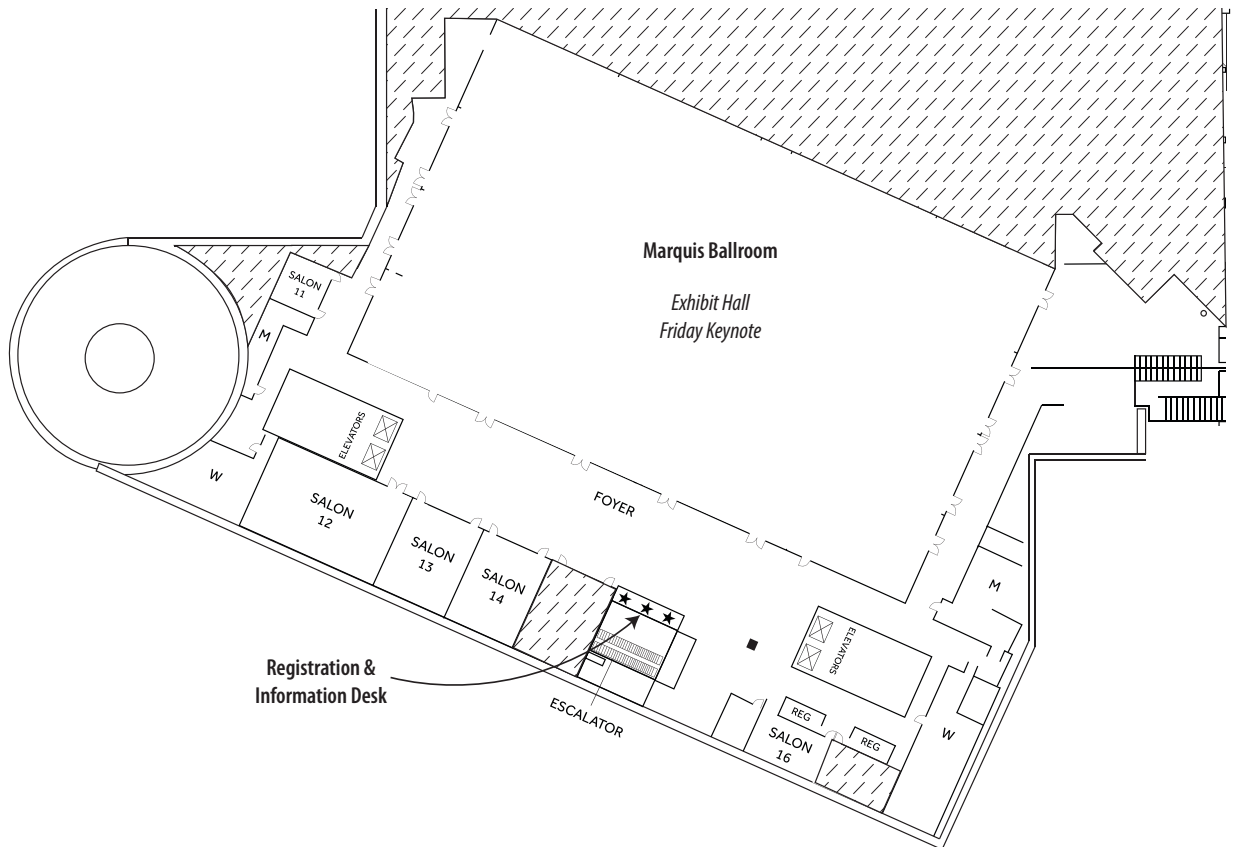 Marquis Ballroom
Exhibit Hall
Friday Keynote
SALON
11
M
ELEVATORS
W
SALON
12
FOYER
SALON
13
SALON
14
M
ELEVATORS
Registration &
Information Desk
ESCALATOR
REG
REG
SALON
16
W